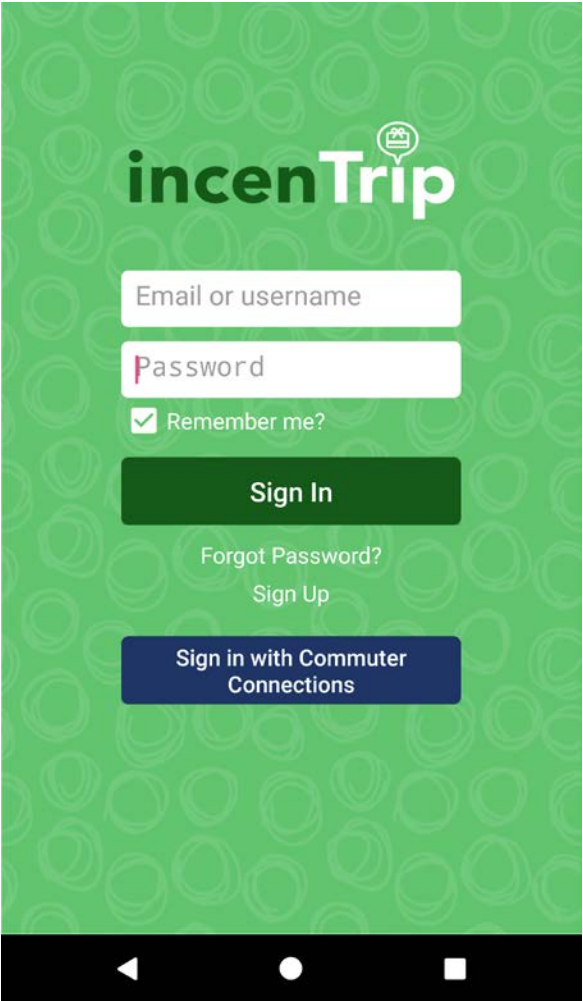 incenTrip
Email or username
Password
Remember me?
Sign In
Forgot Password?
Sign Up
Sign in with Commuter
Connections